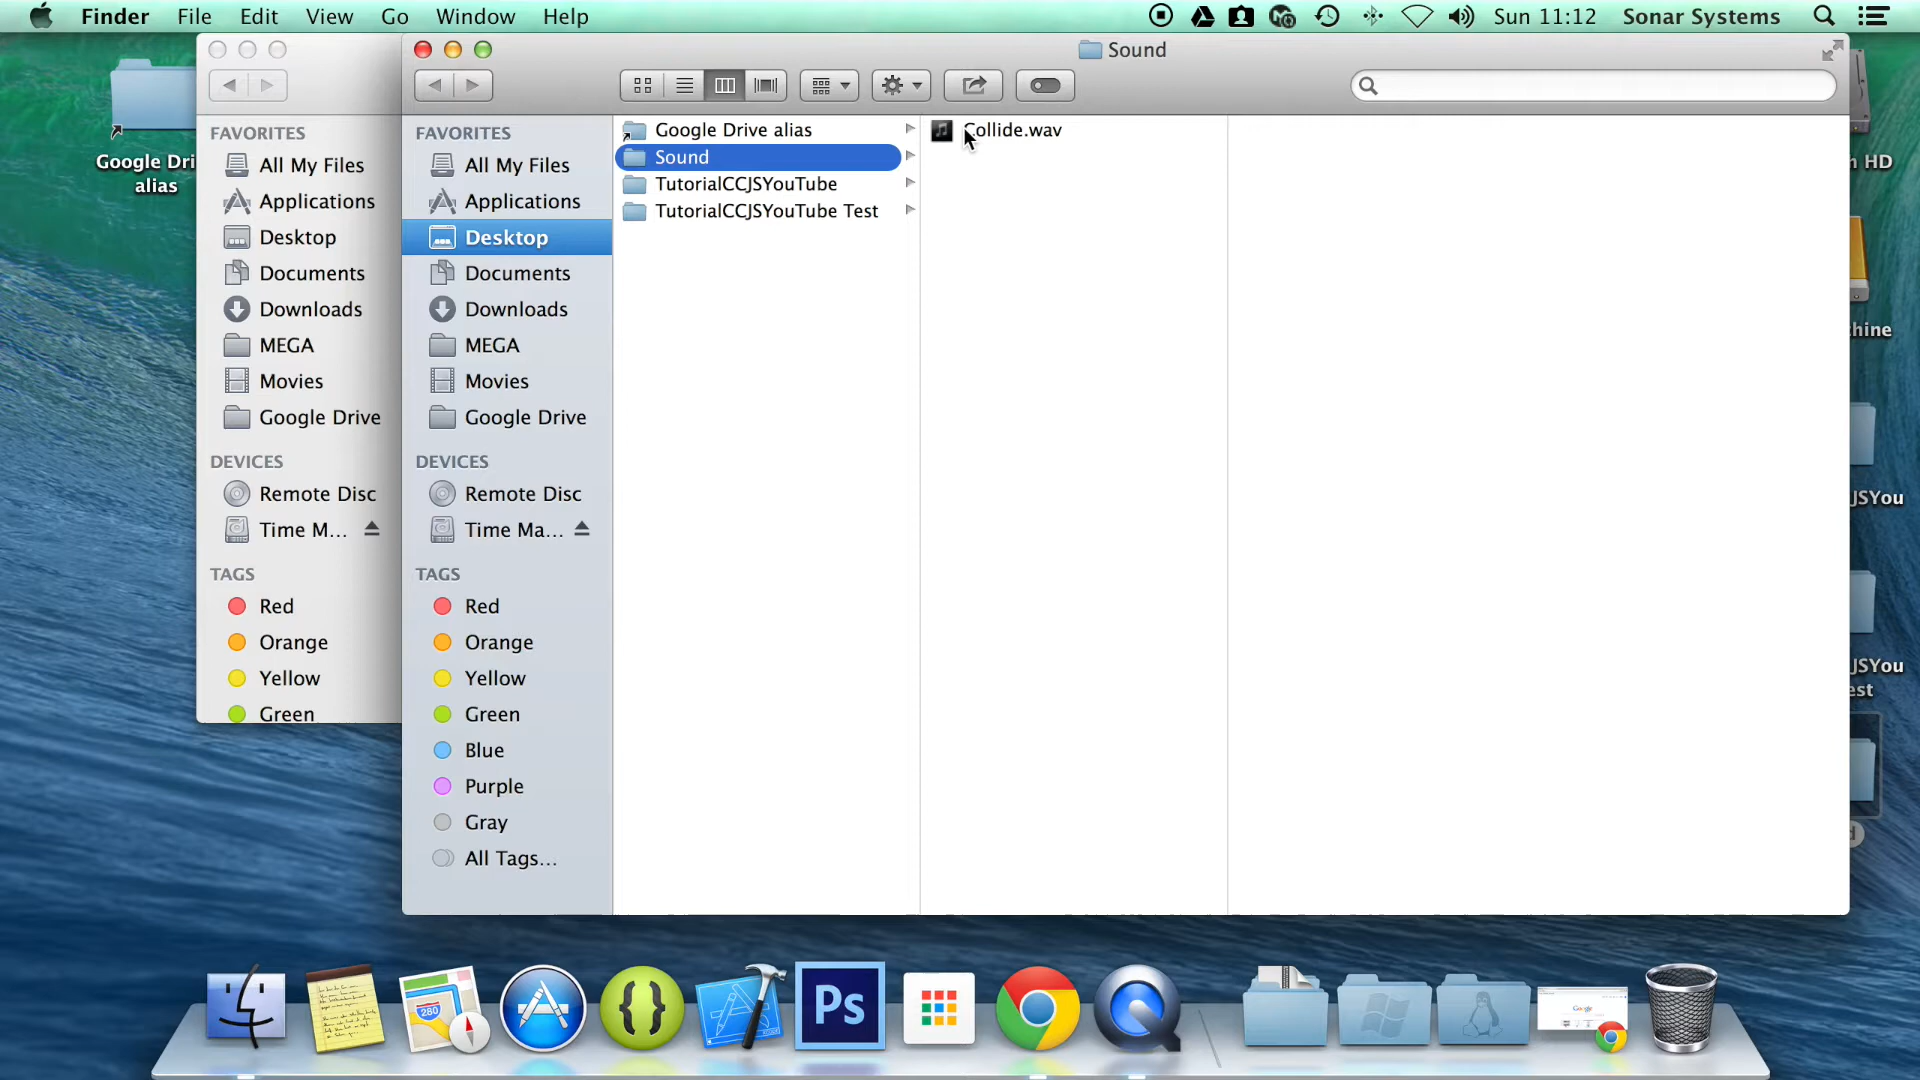 Finder File Edit View Go Window Help Sun 11:12 Sonar Systems
Sound
Google Dri
alias
FAVORITES
All My Files
Applications
Desktop
Documents
Downloads
MEGA
Movies
Google Drive
DEVICES
Remote Disc
Time M...
TAGS
Red
Orange
Yellow
Green
FAVORITES
All My Files
Applications
Desktop
Documents
Downloads
MEGA
Movies
Google Drive
DEVICES
Remote Disc
Time Ma...
TAGS
Red
Orange
Yellow
Green
Blue
Purple
Gray
All Tags...
Google Drive alias
Sound
TutorialCCJSYouTube
TutorialCCJSYouTube Test
Collide.wav
h HD
hine
JSYou
JSYou
est
d
280
Ps
Google